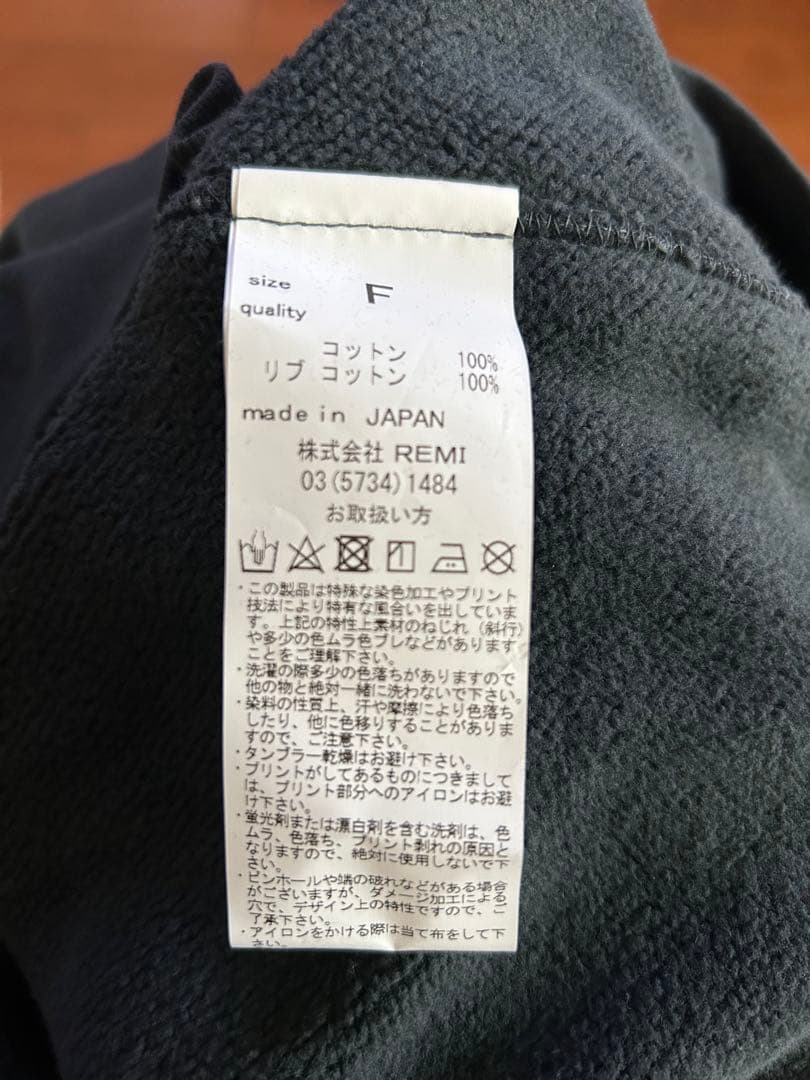 size F
quality
コットン 100%
リブ コットン 100%
made in JAPAN
株式会社 REMI
03(5734)1484
お取扱い方
・この製品は特殊な染色加工やプリント
技法により特有な風合いを出していま
す。上記の特性上素材のねじれ（斜行）
や多少の色ムラ色ブレなどがあります
ことをご理解下さい。
・洗濯の際多少の色落ちがありますので
他の物と絶対一緒に洗わないで下さい。
・染料の性質上、汗や摩擦により色落ち
したり、他に色移りすることがありま
すので、ご注意下さい。
・タンブラー乾燥はお避け下さい。
・プリントがしてあるものにつきまして
は、プリント部分へのアイロンはお避
け下さい。
・蛍光剤または漂白剤を含む洗剤は、色
ムラ、色落ち、プリント剥れの原因と
なりますので、絶対に使用しないで下
さい。
・ピンホールや端の破れなどがある場合
がございますが、ダメージ加工による
穴で、デザイン上の特性ですので、ご
了承下さい。
・アイロンをかける際は当て布をして下
さい。